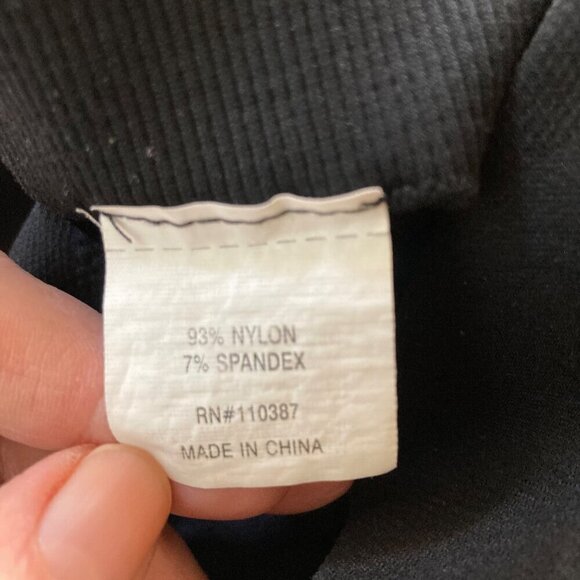 93% NYLON
7% SPANDEX
RN#110387
MADE IN CHINA